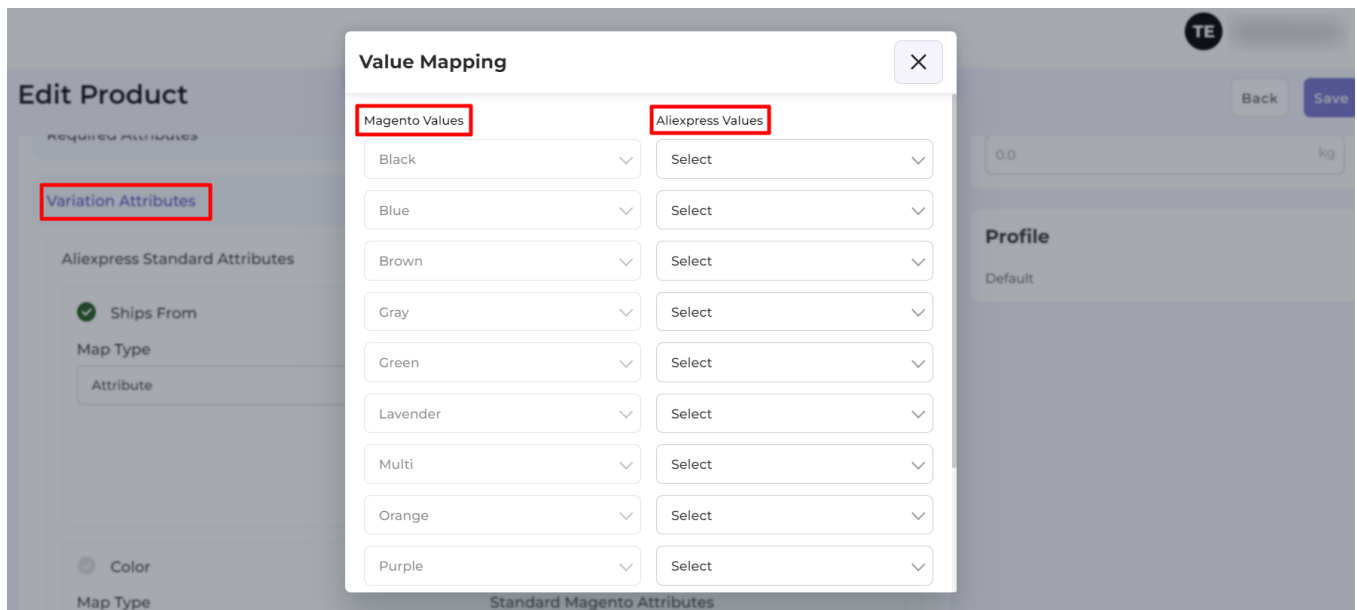 TE
Value Mapping
Edit Product
Back
Save
Magento Values
Aliexpress Values
Required Attributes
Black
Select
0.0
kg
Variation Attributes
Blue
Select
Profile
Aliexpress Standard Attributes
Brown
Select
Default
Ships From
Gray
Select
Map Type
Green
Select
Attribute
Lavender
Select
Multi
Select
Orange
Select
Color
Purple
Select
Map Type
Standard Magento Attributes